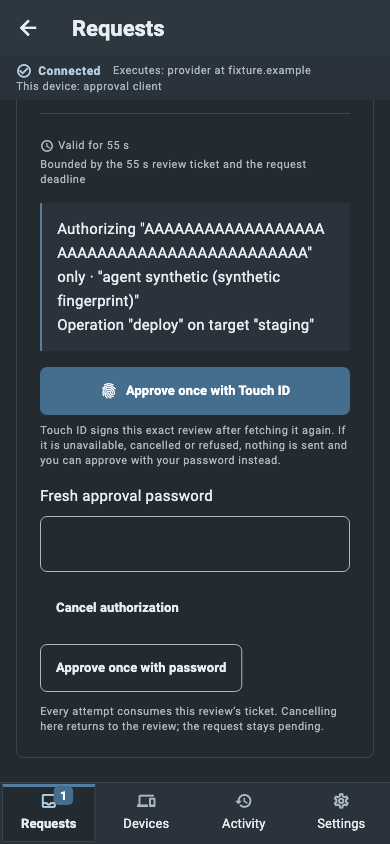 Requests
Connected Executes: provider at fixture.example
This device: approval client
Valid for 55 s
Bounded by the 55 s review ticket and the request
deadline
Authorizing "AAAAAAAAAAAAAAAAAA
AAAAAAAAAAAAAAAAAAAAAAAAA"
only · "agent synthetic (synthetic
fingerprint)"
Operation "deploy" on target "staging"
Approve once with Touch ID
Touch ID signs this exact review after fetching it again. If
it is unavailable, cancelled or refused, nothing is sent and
you can approve with your password instead.
Fresh approval password
Cancel authorization
Approve once with password
Every attempt consumes this review's ticket. Cancelling
here returns to the review; the request stays pending.
1
Requests Devices Activity Settings